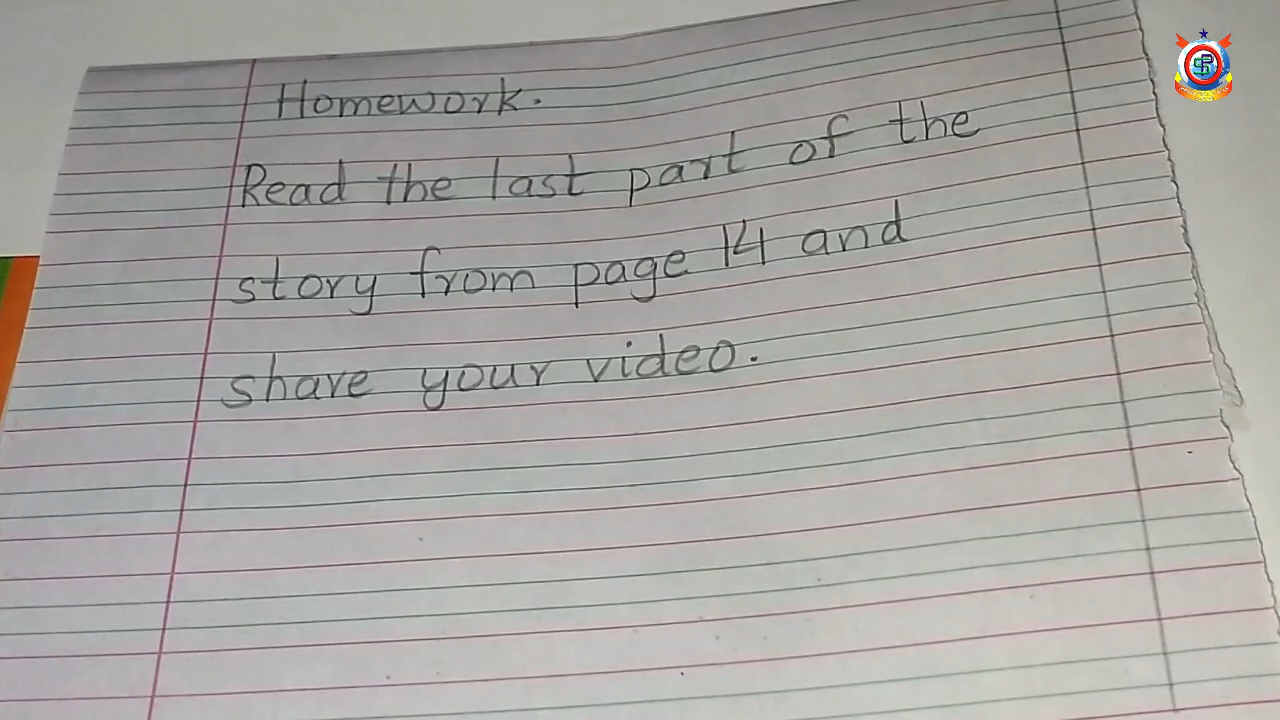 Homework.
Read the last part of the
story from page 14 and
share your video.